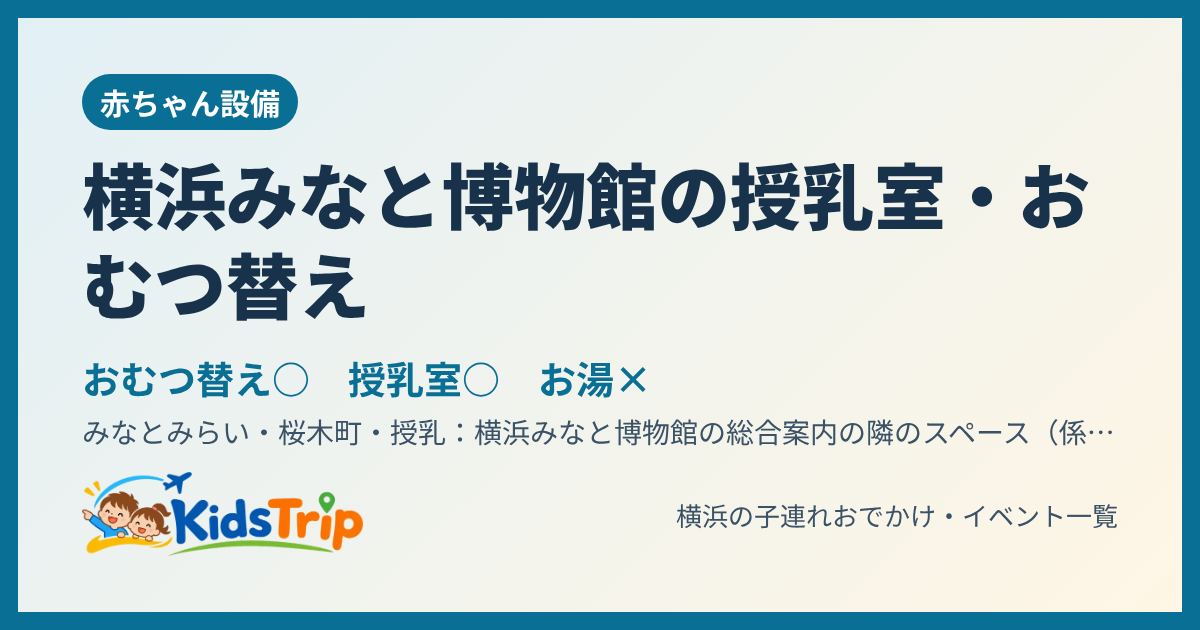 赤ちゃん設備
横浜みなと博物館の授乳室・お
むつ替え
おむつ替え○　授乳室○　お湯×
みなとみらい・桜木町・授乳：横浜みなと博物館の総合案内の隣のスペース（係…
KidsTrip
横浜の子連れおでかけ・イベント一覧